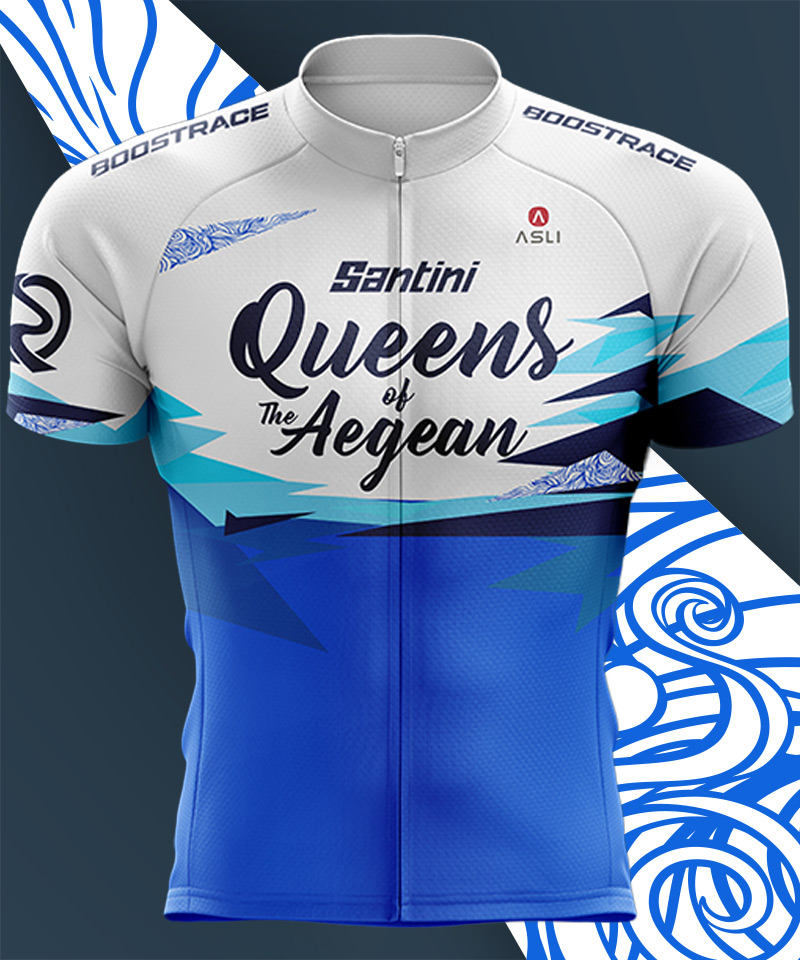 BOOSTRACE
BOOSTRACE
ASLI
Santini
Queens
of
The Aegean